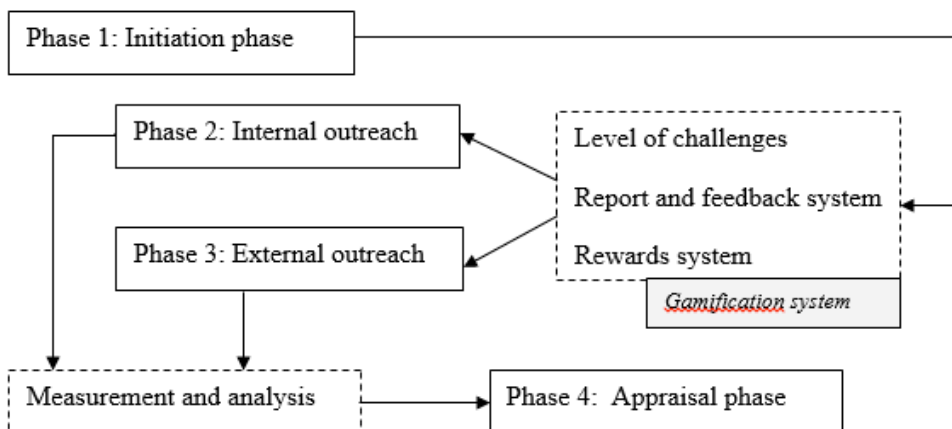 Phase 1: Initiation phase
Phase 2: Internal outreach
Level of challenges
Report and feedback system
Phase 3: External outreach
Rewards system
Gamification system
Measurement and analysis
Phase 4: Appraisal phase